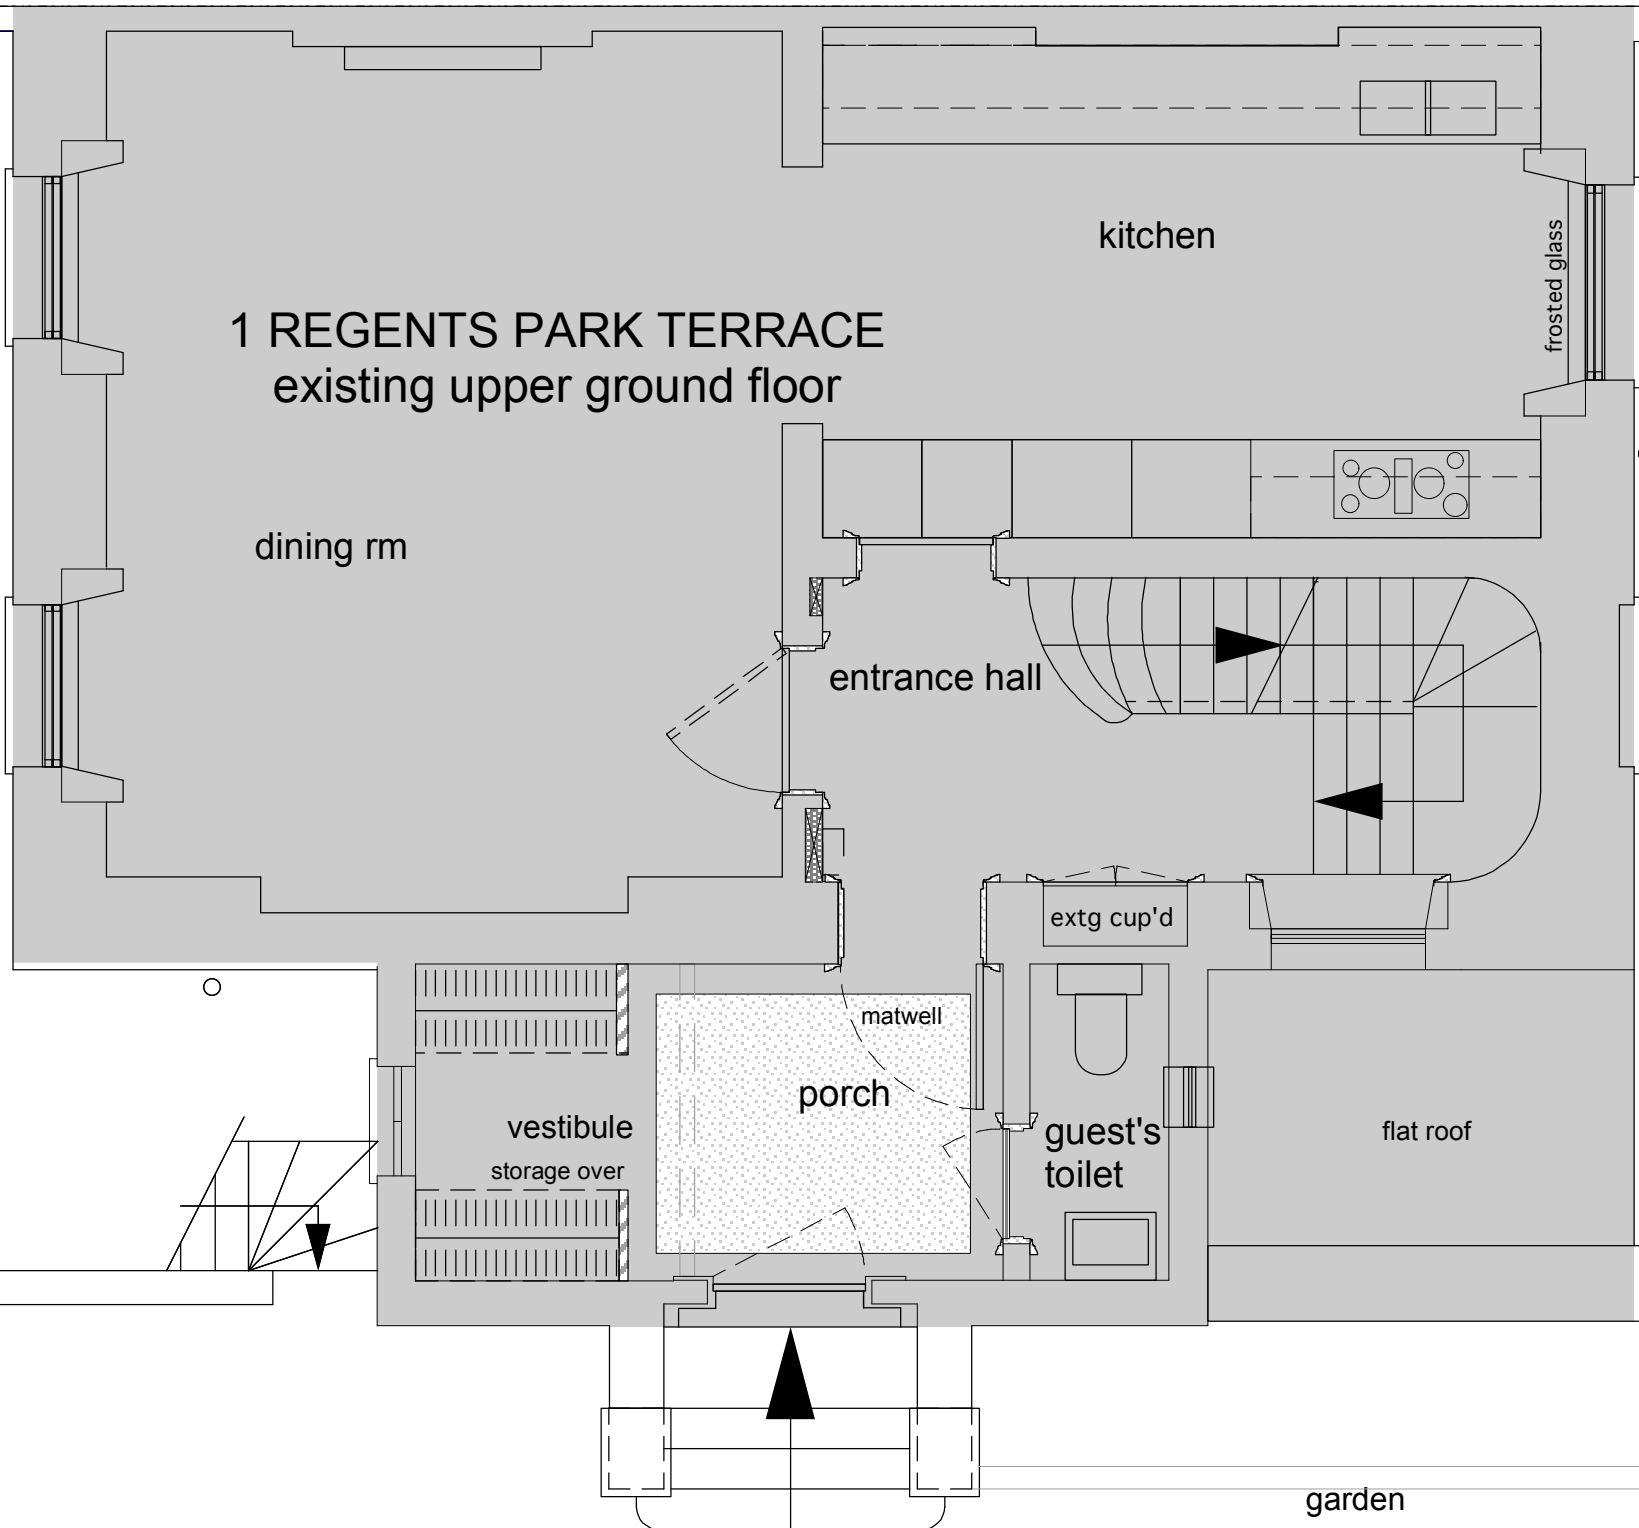 kitchen
frosted glass
1 REGENTS PARK TERRACE
existing upper ground floor
dining rm
entrance hall
extg cup'd
matwell
porch
vestibule
storage over
guest's
toilet
flat roof
garden